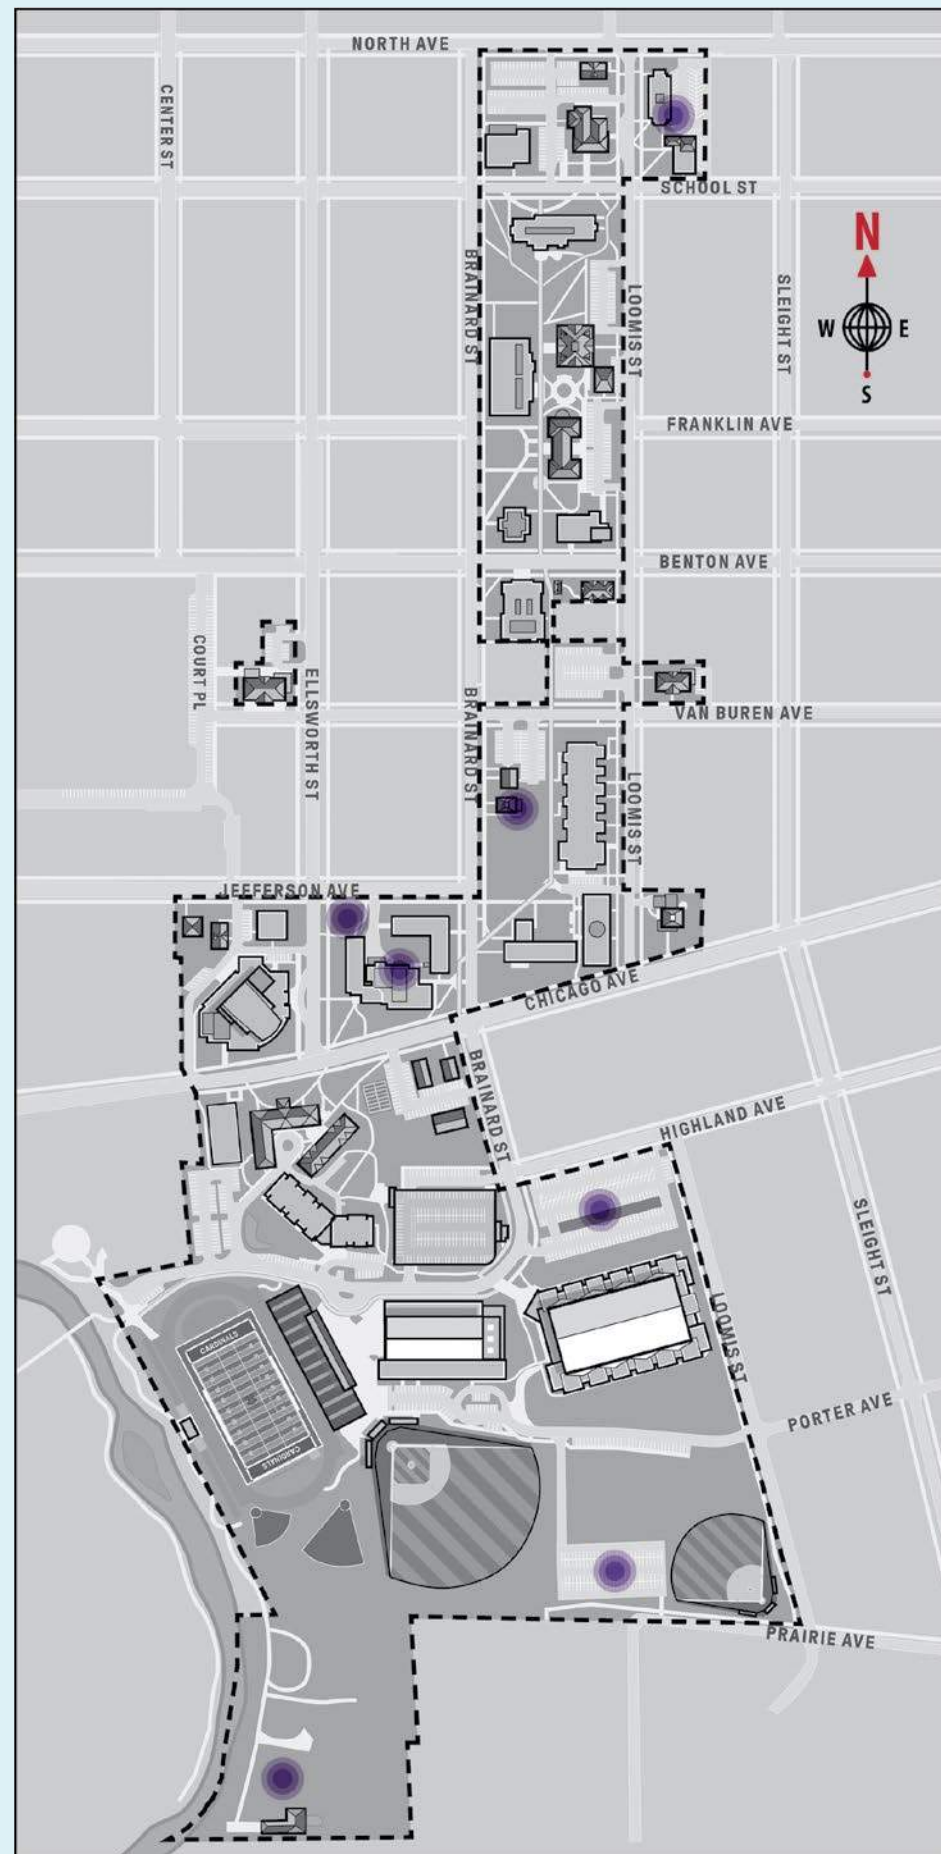 NORTH AVE
CENTER ST
SCHOOL ST
N
W E
S
BRAINARD ST
LOOMIS ST
SLEIGHT ST
FRANKLIN AVE
BENTON AVE
COURT PL
ELLSWORTH ST
BRAINARD ST
VAN BUREN AVE
LOOMIS ST
JEFFERSON AVE
CHICAGO AVE
BRAINARD ST
HIGHLAND AVE
SLEIGHT ST
LOOMIS ST
CARDINALS
PORTER AVE
CARDINALS
PRAIRIE AVE